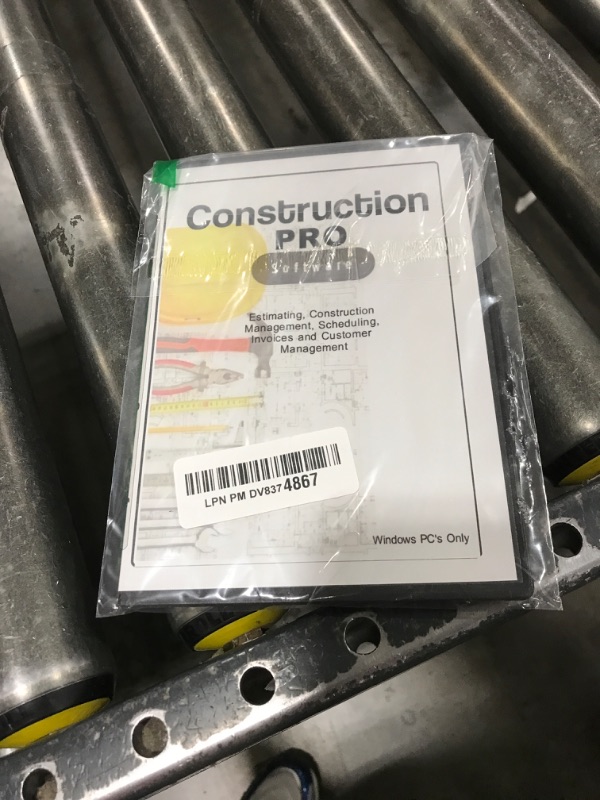 Construction
PRO
Software
Estimating, Construction
Management, Scheduling,
Invoices and Customer
Management
LPN PM DV8374867
Windows PC's Only